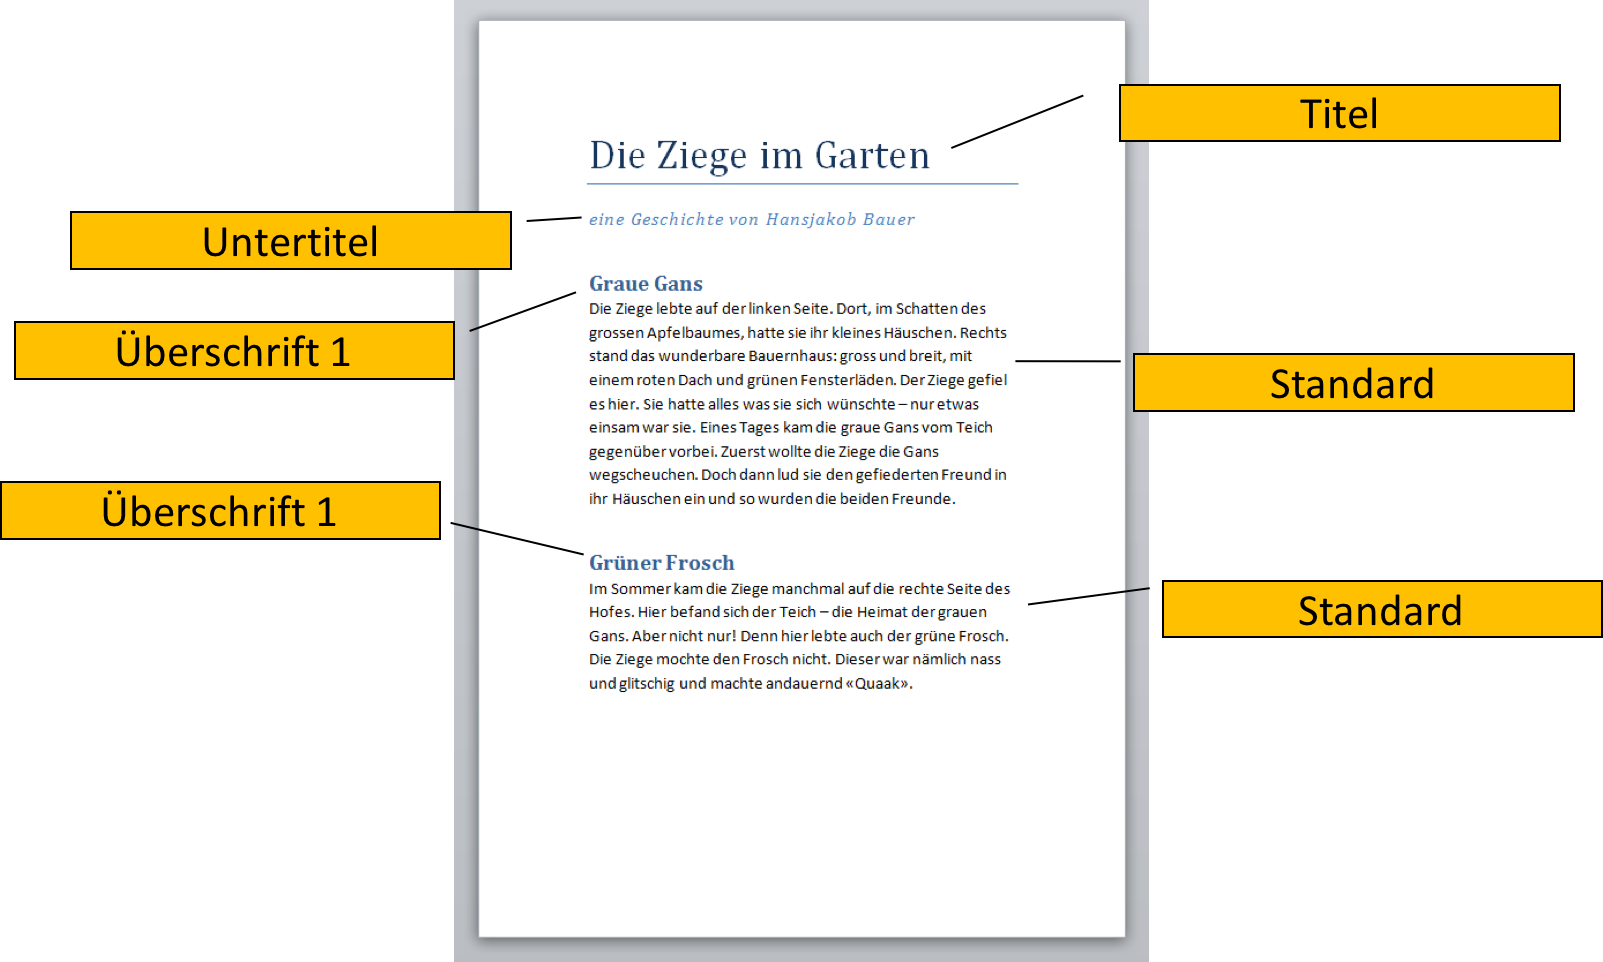 Titel
Die Ziege im Garten
Untertitel
eine Geschichte von Hansjakob Bauer
Überschrift 1
Graue Gans
Die Ziege lebte auf der linken Seite. Dort, im Schatten des
grossen Apfelbaumes, hatte sie ihr kleines Häuschen. Rechts
stand das wunderbare Bauernhaus: gross und breit, mit
einem roten Dach und grünen Fensterläden. Der Ziege gefiel
es hier. Sie hatte alles was sie sich wünschte – nur etwas
einsam war sie. Eines Tages kam die graue Gans vom Teich
gegenüber vorbei. Zuerst wollte die Ziege die Gans
wegscheuchen. Doch dann lud sie den gefiederten Freund in
ihr Häuschen ein und so wurden die beiden Freunde.
Standard
Überschrift 1
Grüner Frosch
Im Sommer kam die Ziege manchmal auf die rechte Seite des
Hofes. Hier befand sich der Teich – die Heimat der grauen
Gans. Aber nicht nur! Denn hier lebte auch der grüne Frosch.
Die Ziege mochte den Frosch nicht. Dieser war nämlich nass
und glitschig und machte andauernd «Quaak».
Standard